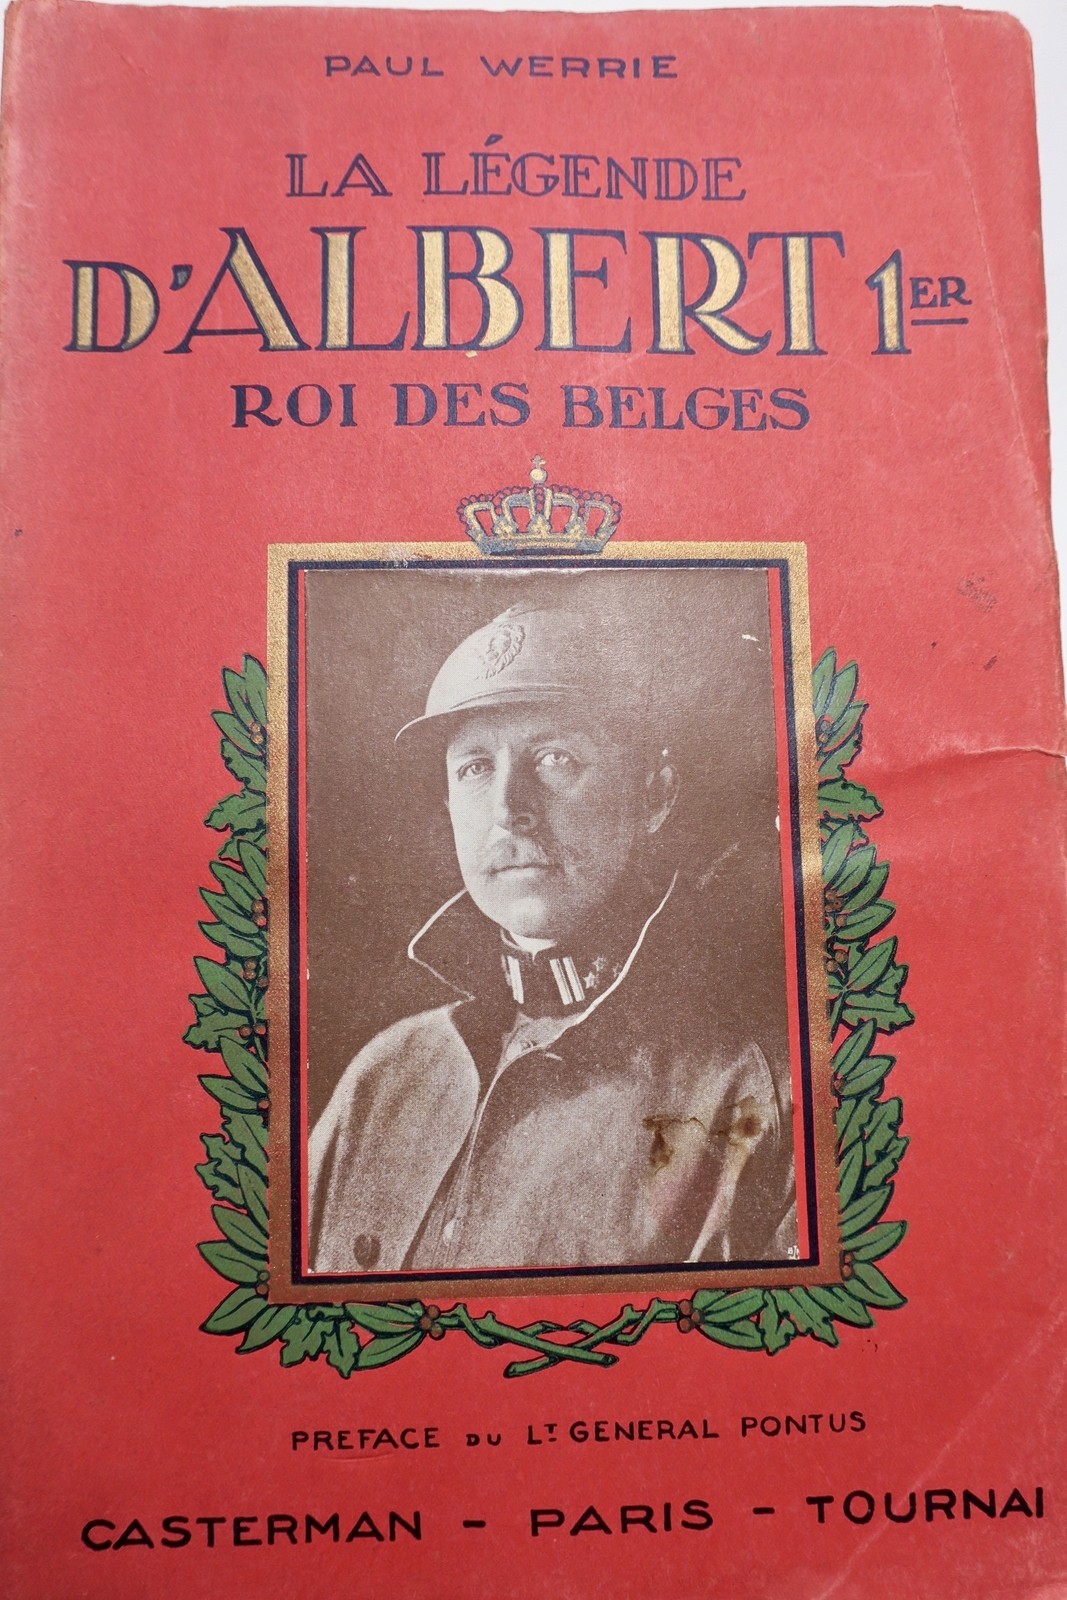 PAUL WERRIE
LA LÉGENDE
D'ALBERT 1ER
ROI DES BELGES
PREFACE DU LT GENERAL PONTUS
CASTERMAN - PARIS - TOURNAI